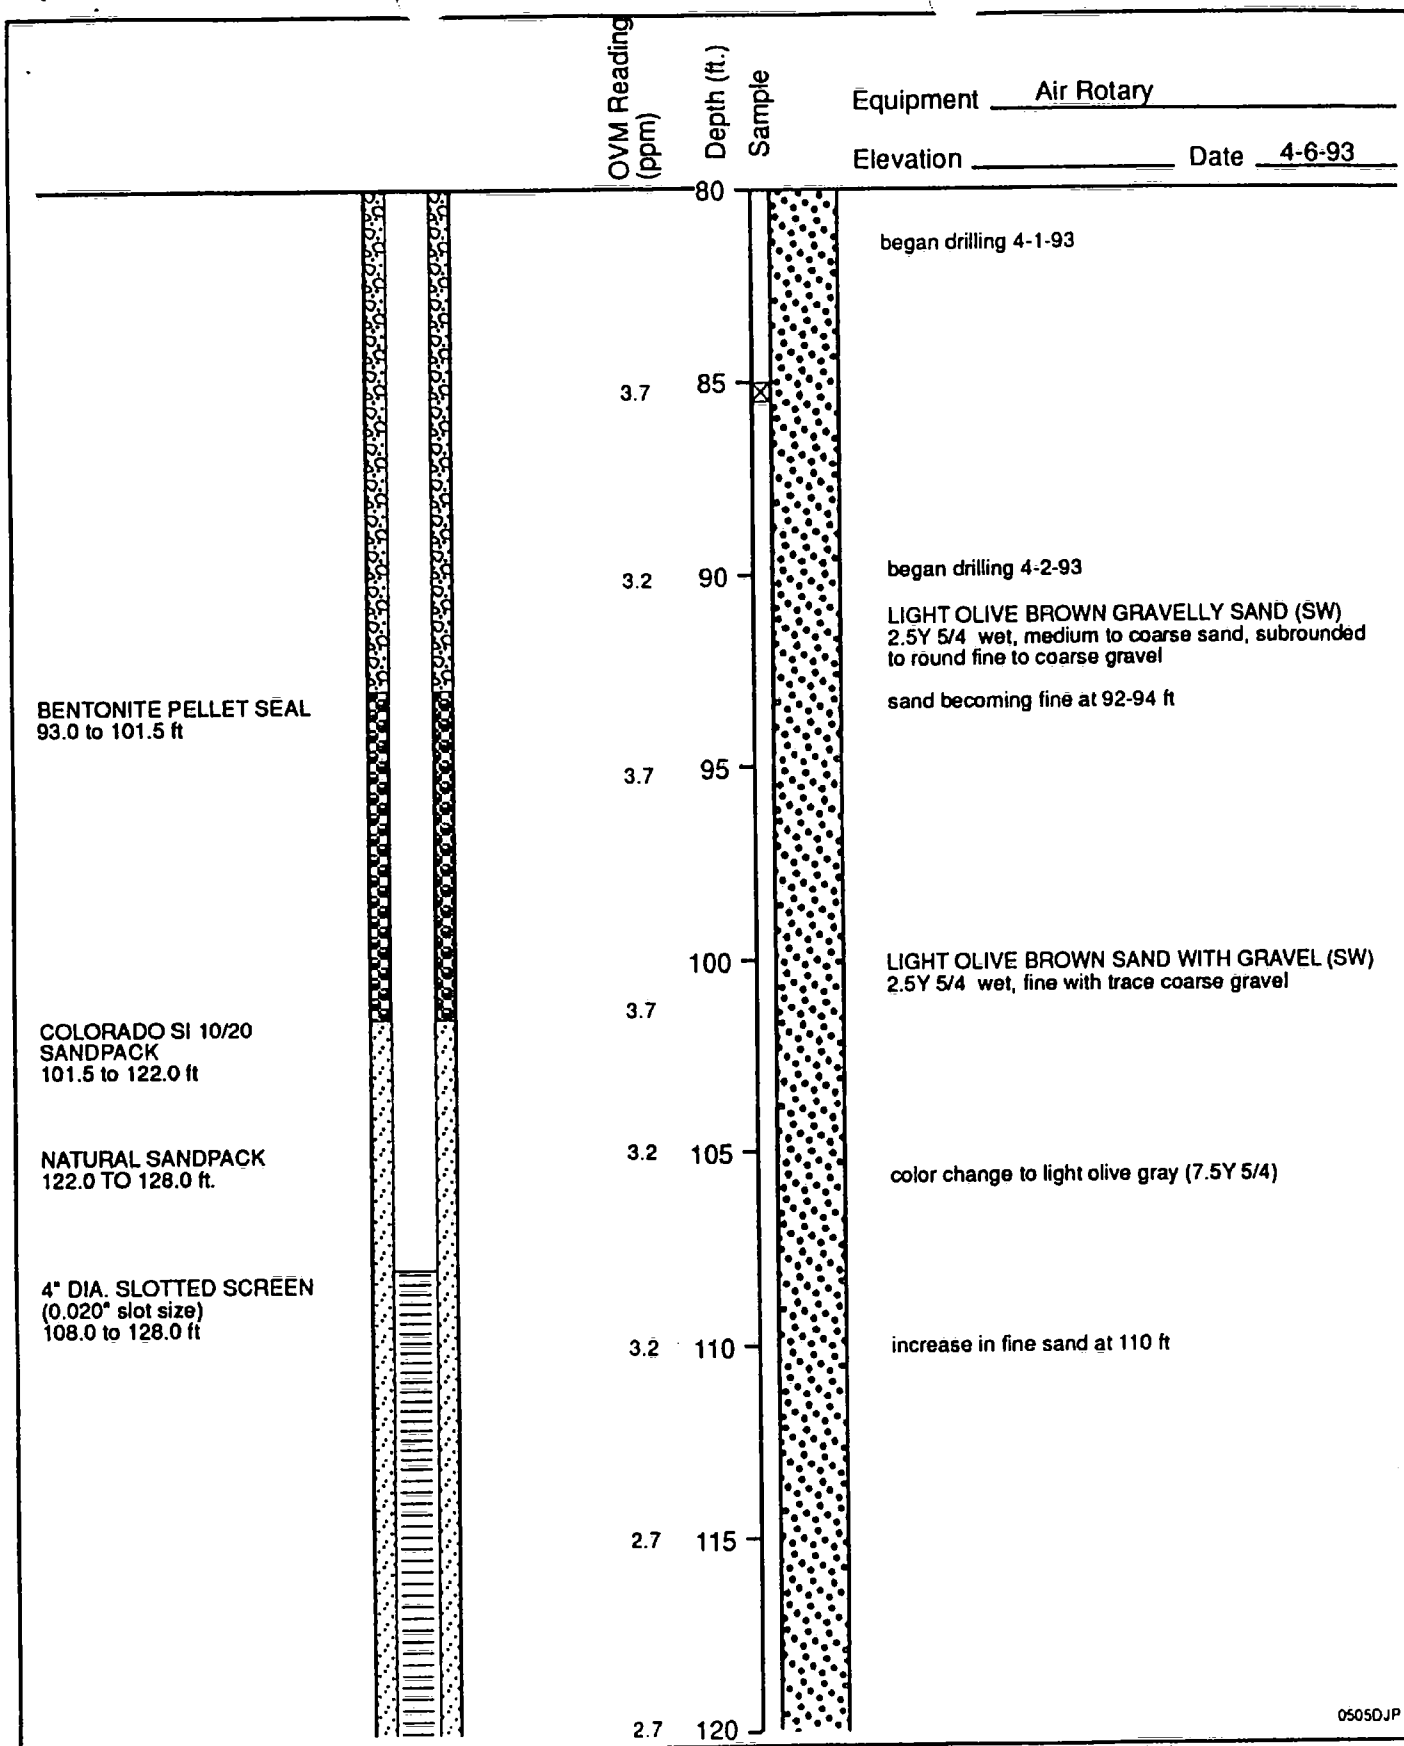 OVM Reading
(ppm)
Depth (ft.)
Sample
Equipment Air Rotary
Elevation Date 4-6-93
80
began drilling 4-1-93
3.7 85
3.2 90
began drilling 4-2-93
LIGHT OLIVE BROWN GRAVELLY SAND (SW)
2.5Y 5/4 wet, medium to coarse sand, subrounded
to round fine to coarse gravel
sand becoming fine at 92-94 ft
BENTONITE PELLET SEAL
93.0 to 101.5 ft
3.7 95
100
LIGHT OLIVE BROWN SAND WITH GRAVEL (SW)
2.5Y 5/4 wet, fine with trace coarse gravel
3.7
COLORADO SI 10/20
SANDPACK
101.5 to 122.0 ft
NATURAL SANDPACK
122.0 TO 128.0 ft.
3.2 105
color change to light olive gray (7.5Y 5/4)
4" DIA. SLOTTED SCREEN
(0.020" slot size)
108.0 to 128.0 ft
3.2 110
increase in fine sand at 110 ft
2.7 115
2.7 120
0505DJP